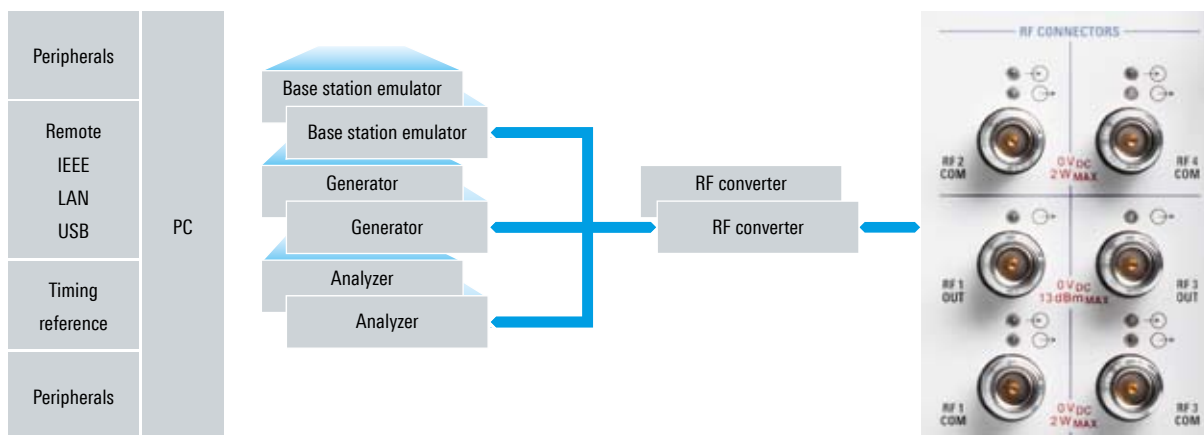 Peripherals
Remote
IEEE
LAN
USB
Timing
reference
Peripherals
PC
Base station emulator
Base station emulator
Generator
Generator
Analyzer
Analyzer
RF converter
RF converter
RF CONNECTORS
RF 2
COM
0 V DC
2 W MAX
RF 4
COM
RF 1
OUT
0 V DC
13 dBm MAX
RF 3
OUT
RF 1
COM
0 V DC
2 W MAX
RF 3
COM